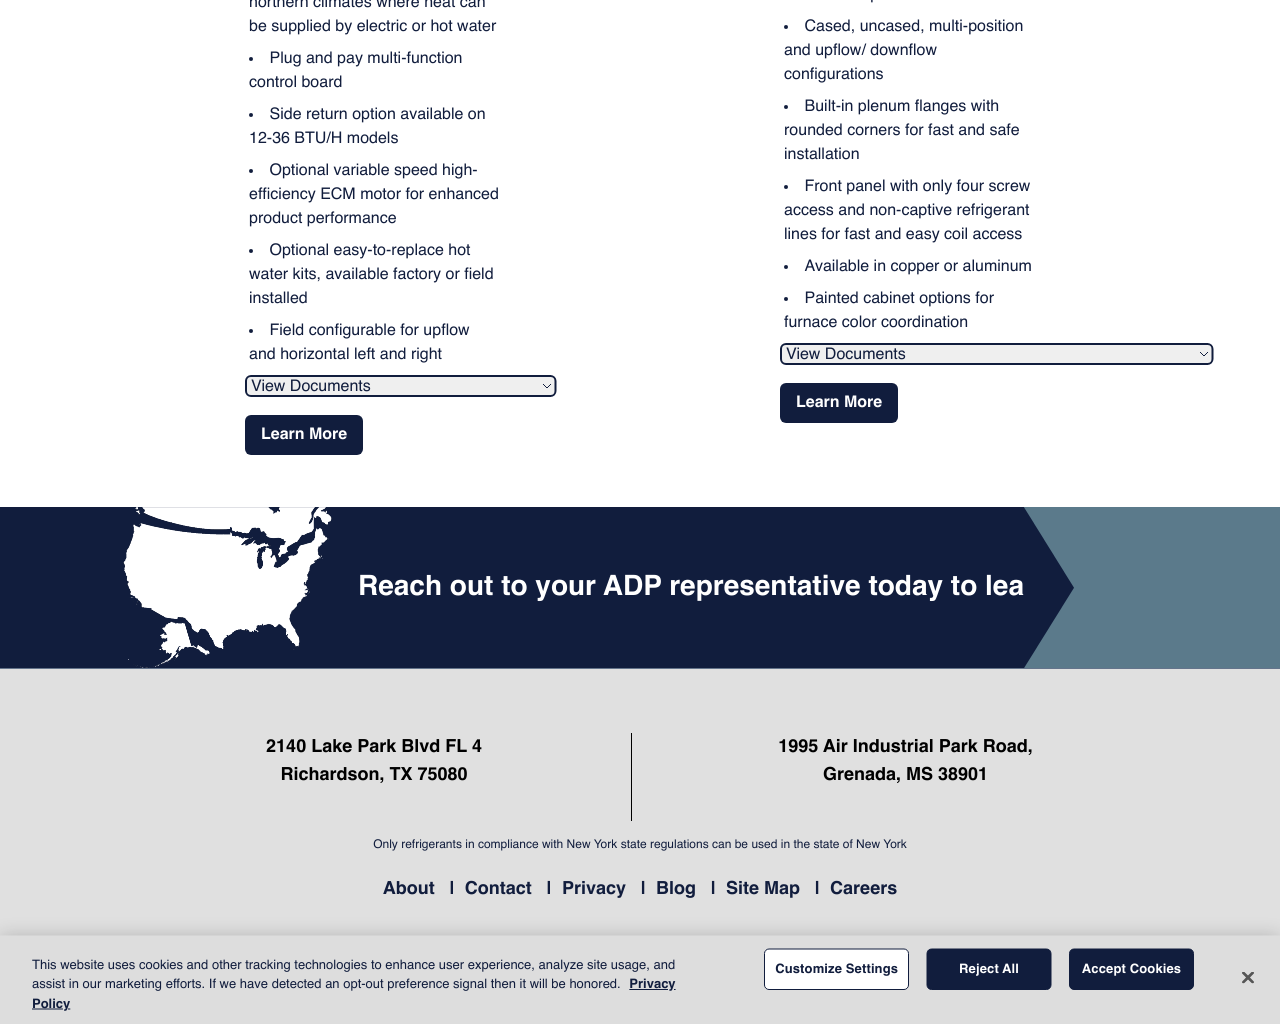 northern climates where heat can
be supplied by electric or hot water
• Plug and pay multi-function
control board
• Side return option available on
12-36 BTU/H models
• Optional variable speed high-
efficiency ECM motor for enhanced
product performance
• Optional easy-to-replace hot
water kits, available factory or field
installed
• Field configurable for upflow
and horizontal left and right
View Documents
Learn More
• Cased, uncased, multi-position
and upflow/ downflow
configurations
• Built-in plenum flanges with
rounded corners for fast and safe
installation
• Front panel with only four screw
access and non-captive refrigerant
lines for fast and easy coil access
• Available in copper or aluminum
• Painted cabinet options for
furnace color coordination
View Documents
Learn More
Reach out to your ADP representative today to lea
2140 Lake Park Blvd FL 4
Richardson, TX 75080
1995 Air Industrial Park Road,
Grenada, MS 38901
Only refrigerants in compliance with New York state regulations can be used in the state of New York
About | Contact | Privacy | Blog | Site Map | Careers
This website uses cookies and other tracking technologies to enhance user experience, analyze site usage, and
assist in our marketing efforts. If we have detected an opt-out preference signal then it will be honored. Privacy
Policy
Customize Settings
Reject All
Accept Cookies